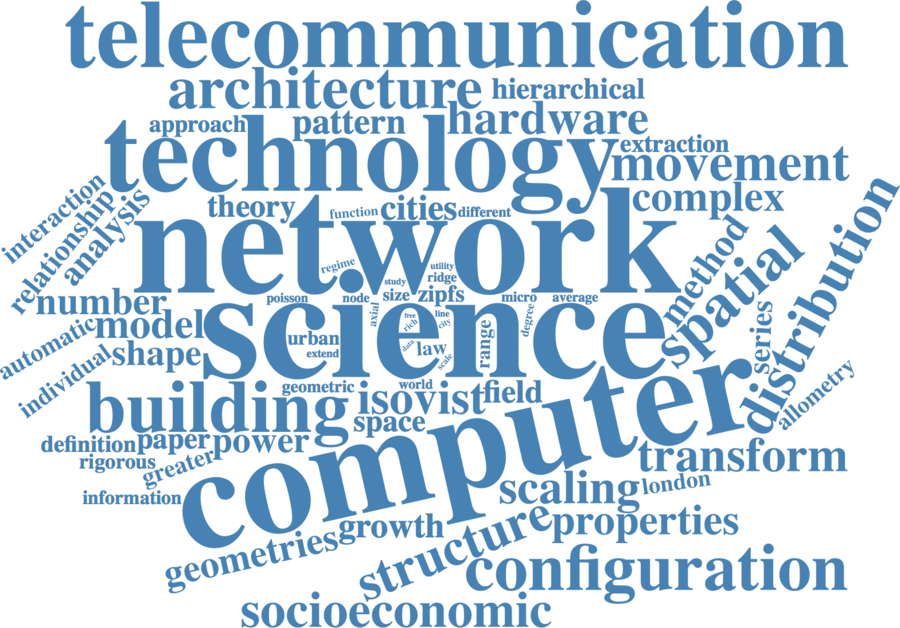 telecommunication
architecture hierarchical
approach pattern hardware
technology extraction
movement
interaction
relationship
analysis
theory function cities different complex
network
regime study utility ridge
method
spatial
distribution
number poisson node size zipfs micro average
science
axial free rich line city degree
automatic model urban data law scale range series
individual shape extend
geometric world
building isovist field
allometry
space
computer
definition paper power
rigorous greater
transform
information
scaling london
growth structure properties
geometries
configuration
socioeconomic